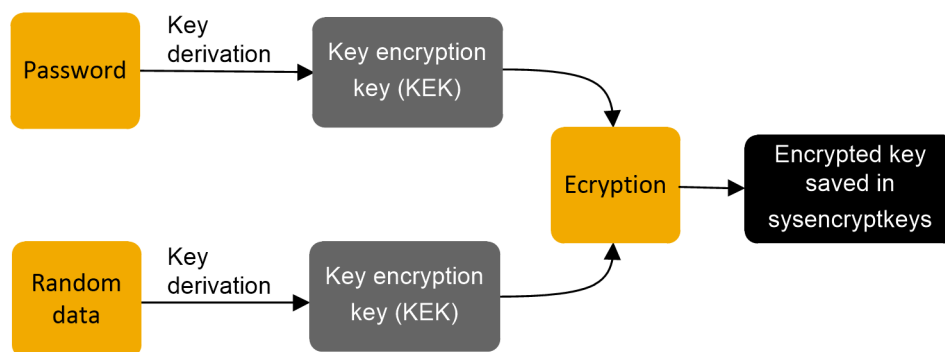 Password
Key
derivation
Key encryption
key (KEK)
Ecryption
Encrypted key
saved in
sysencryptkeys
Random
data
Key
derivation
Key encryption
key (KEK)